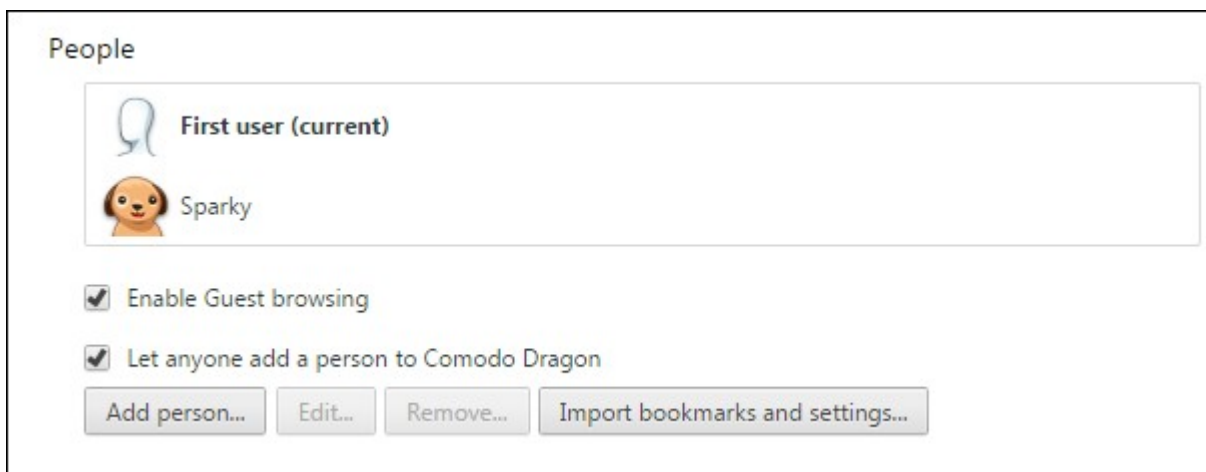 People
First user (current)
Sparky
Enable Guest browsing
Let anyone add a person to Comodo Dragon
Add person... Edit... Remove... Import bookmarks and settings...